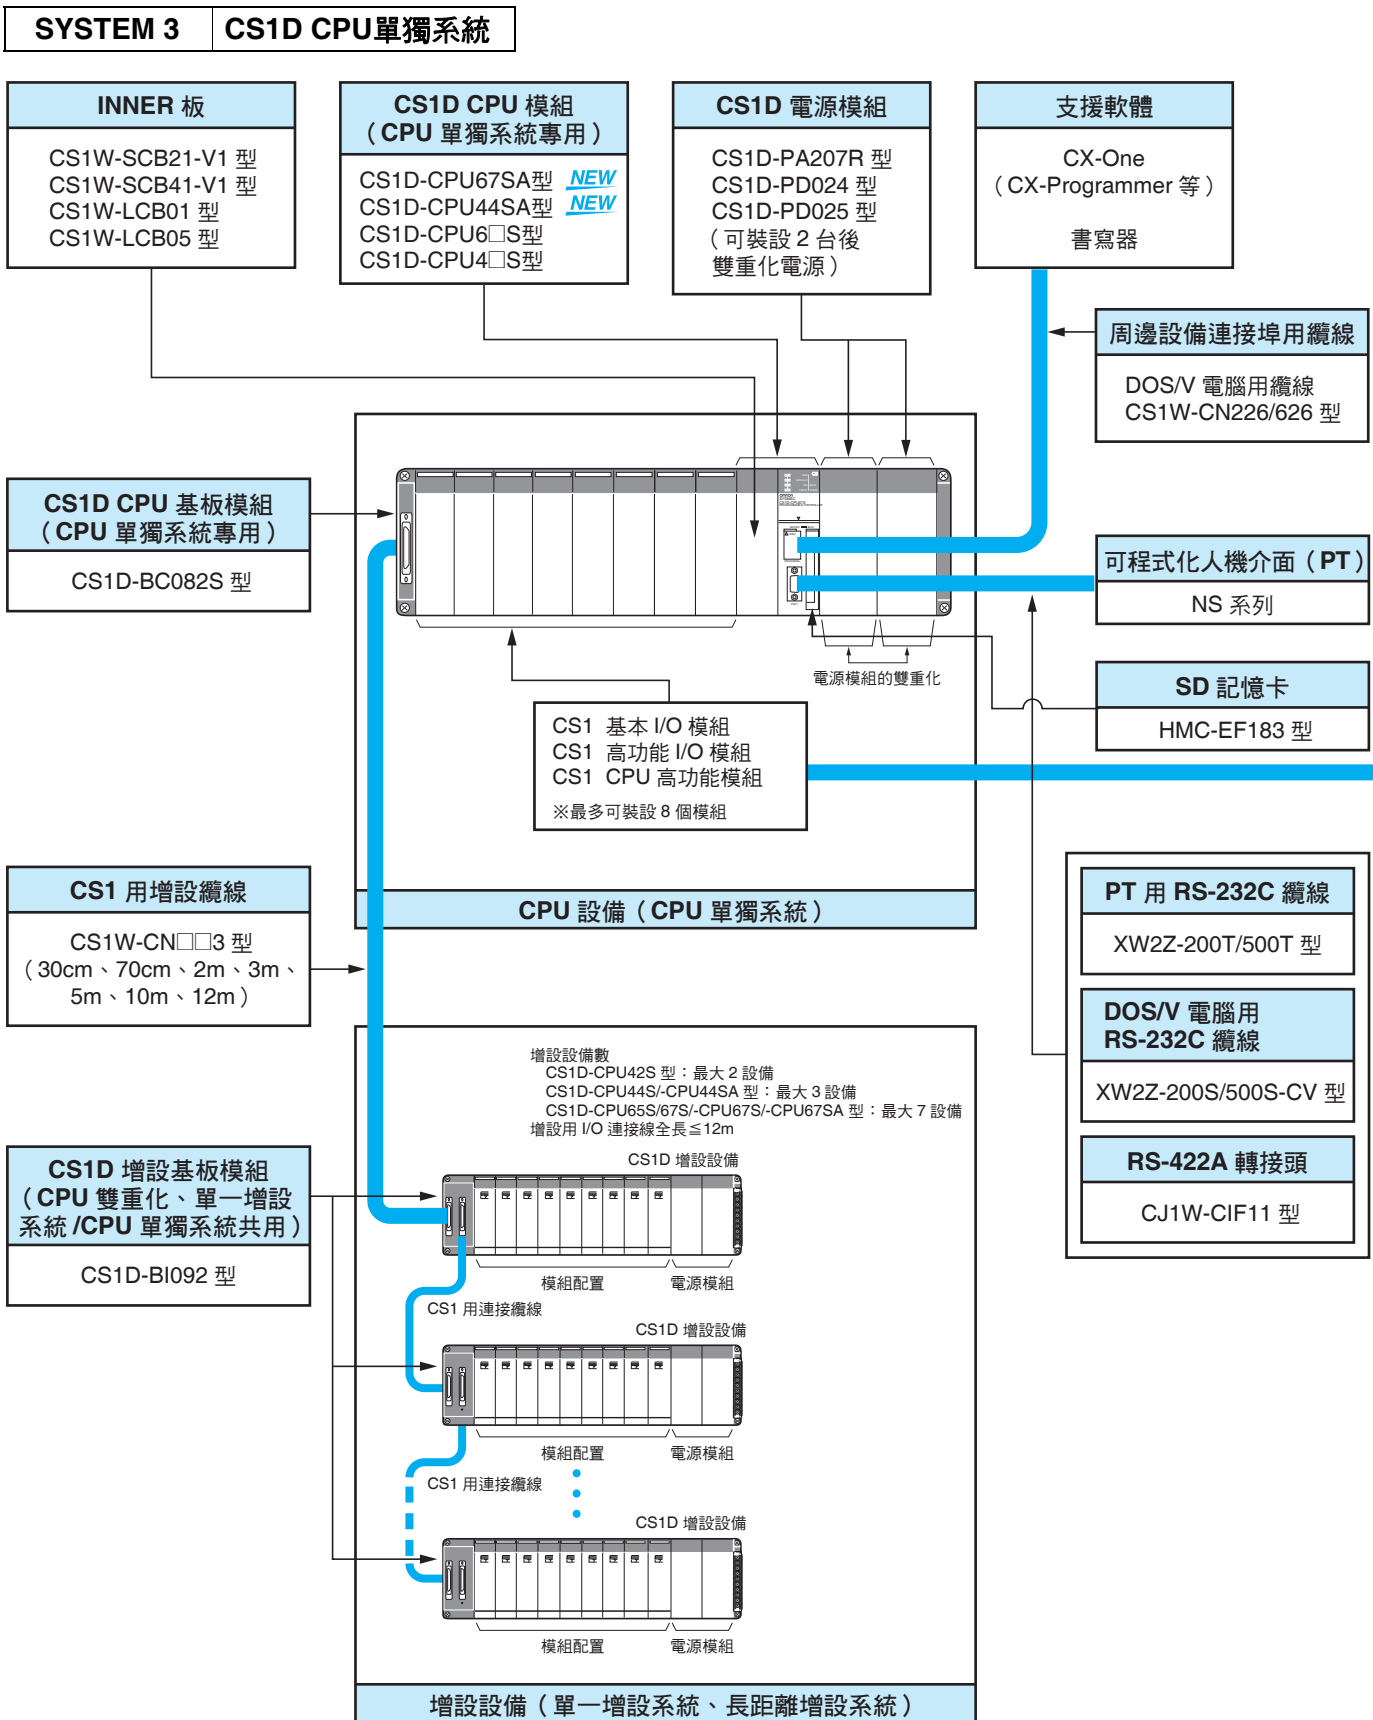 SYSTEM 3
CS1D CPU單獨系統
INNER 板
CS1W-SCB21-V1 型
CS1W-SCB41-V1 型
CS1W-LCB01 型
CS1W-LCB05 型
CS1D CPU 模組
（CPU 單獨系統專用）
CS1D-CPU67SA型 NEW
CS1D-CPU44SA型 NEW
CS1D-CPU6□S型
CS1D-CPU4□S型
CS1D 電源模組
CS1D-PA207R 型
CS1D-PD024 型
CS1D-PD025 型
（可裝設 2 台後
雙重化電源）
支援軟體
CX-One
（CX-Programmer 等）
書寫器
周邊設備連接埠用纜線
DOS/V 電腦用纜線
CS1W-CN226/626 型
CS1D CPU 基板模組
（CPU 單獨系統專用）
CS1D-BC082S 型
可程式化人機介面（PT）
NS 系列
電源模組的雙重化
SD 記憶卡
HMC-EF183 型
CS1 基本 I/O 模組
CS1 高功能 I/O 模組
CS1 CPU 高功能模組
※最多可裝設 8 個模組
CPU 設備（CPU 單獨系統）
CS1 用增設纜線
CS1W-CN□□3 型
（30cm、70cm、2m、3m、
5m、10m、12m）
PT 用 RS-232C 纜線
XW2Z-200T/500T 型
DOS/V 電腦用
RS-232C 纜線
XW2Z-200S/500S-CV 型
RS-422A 轉接頭
CJ1W-CIF11 型
增設設備數
CS1D-CPU42S 型：最大 2 設備
CS1D-CPU44S/-CPU44SA 型：最大 3 設備
CS1D-CPU65S/67S/-CPU67S/-CPU67SA 型：最大 7 設備
增設用 I/O 連接線全長≦12m
CS1D 增設基板模組
（CPU 雙重化、單一增設
系統 /CPU 單獨系統共用）
CS1D-BI092 型
CS1D 增設設備
模組配置
電源模組
CS1 用連接纜線
CS1D 增設設備
模組配置
電源模組
CS1 用連接纜線
CS1D 增設設備
模組配置
電源模組
增設設備（單一增設系統、長距離增設系統）